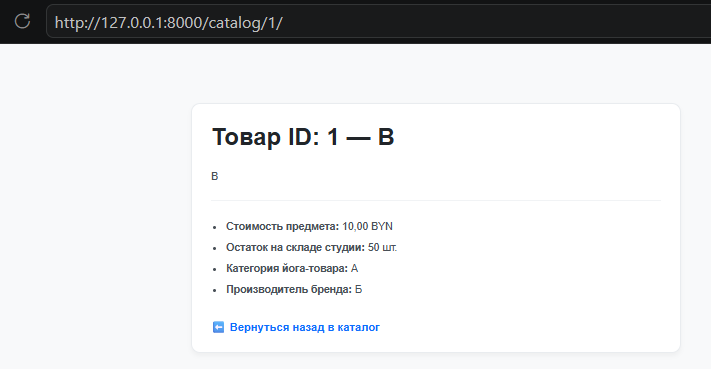 http://127.0.0.1:8000/catalog/1/
Товар ID: 1 — В
В
• Стоимость предмета: 10,00 BYN
• Остаток на складе студии: 50 шт.
• Категория йога-товара: А
• Производитель бренда: Б
⬅ Вернуться назад в каталог